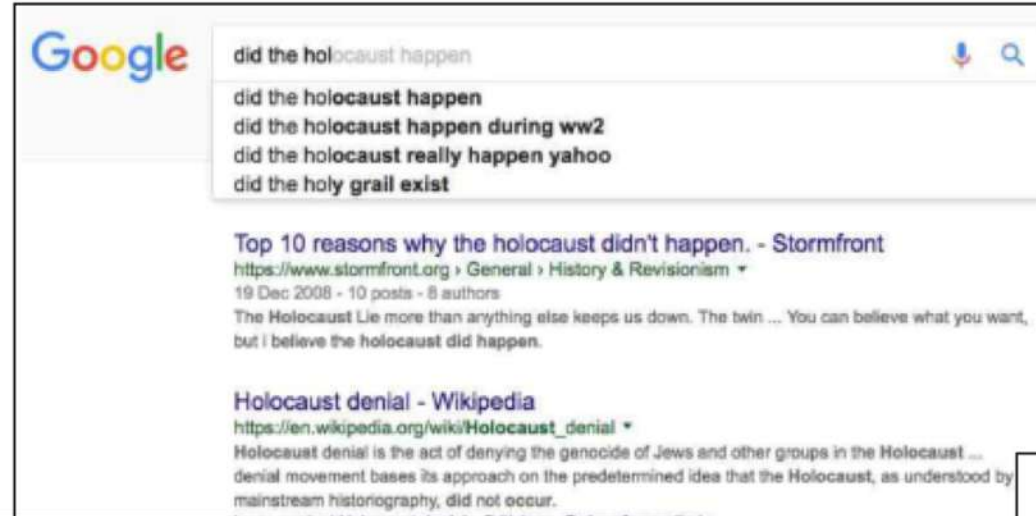 Google
did the holocaust happen
did the holocaust happen
did the holocaust happen during ww2
did the holocaust really happen yahoo
did the holy grail exist
Top 10 reasons why the holocaust didn't happen. - Stormfront
https://www.stormfront.org › General › History & Revisionism
19 Dec 2008 - 10 posts - 8 authors
The Holocaust Lie more than anything else keeps us down. The twin ... You can believe what you want,
but i believe the holocaust did happen.
Holocaust denial - Wikipedia
https://en.wikipedia.org/wiki/Holocaust_denial
Holocaust denial is the act of denying the genocide of Jews and other groups in the Holocaust ...
denial movement bases its approach on the predetermined idea that the Holocaust, as understood by
mainstream historiography, did not occur.